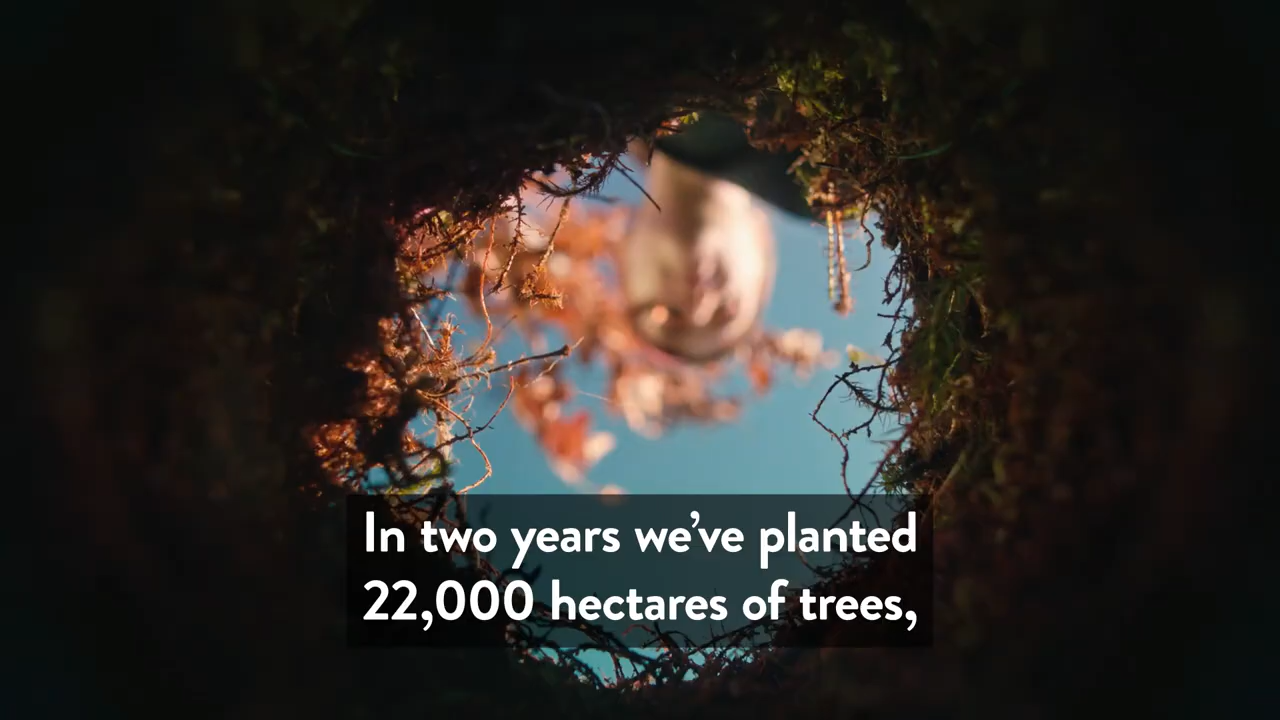 In two years we’ve planted
22,000 hectares of trees,